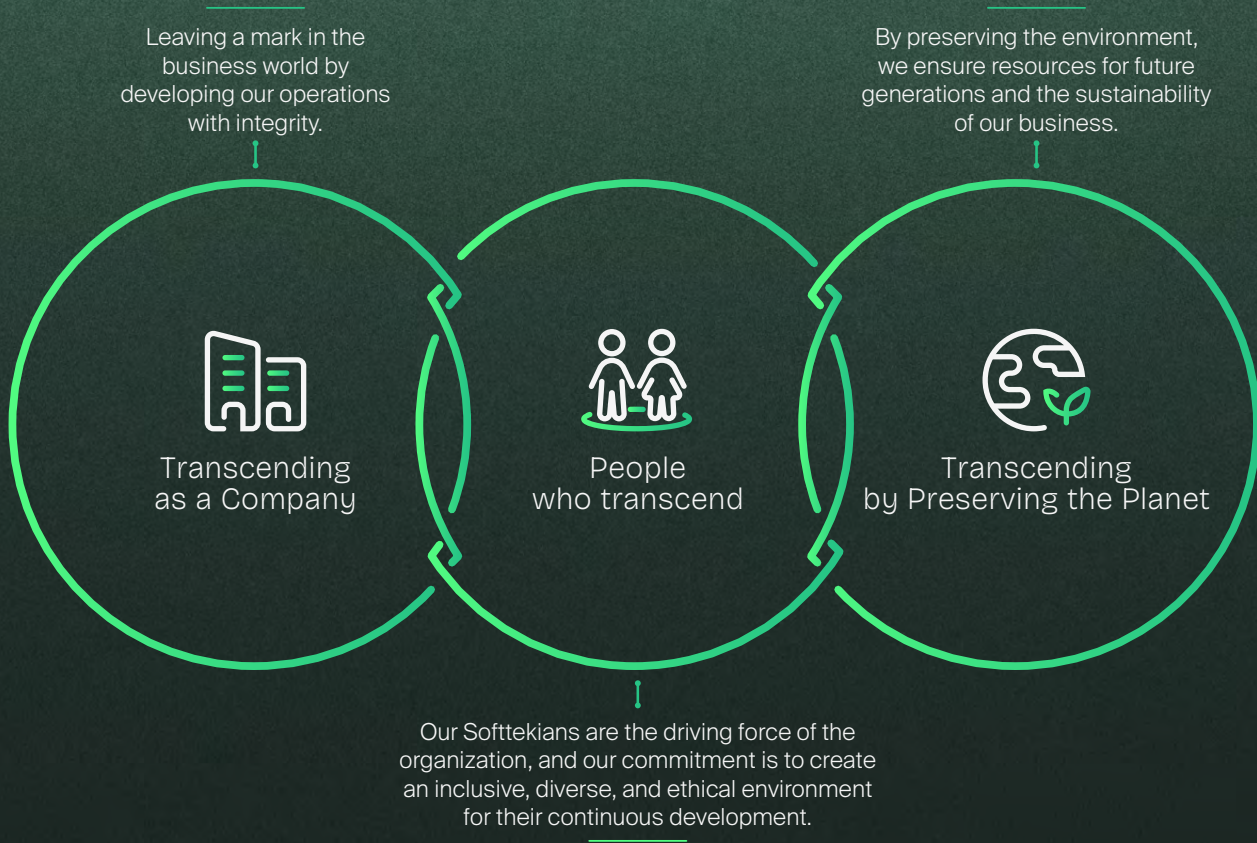 Leaving a mark in the
business world by
developing our operations
with integrity.
By preserving the environment,
we ensure resources for future
generations and the sustainability
of our business.
Transcending
as a Company
People
who transcend
Transcending
by Preserving the Planet
Our Softtekians are the driving force of the
organization, and our commitment is to create
an inclusive, diverse, and ethical environment
for their continuous development.